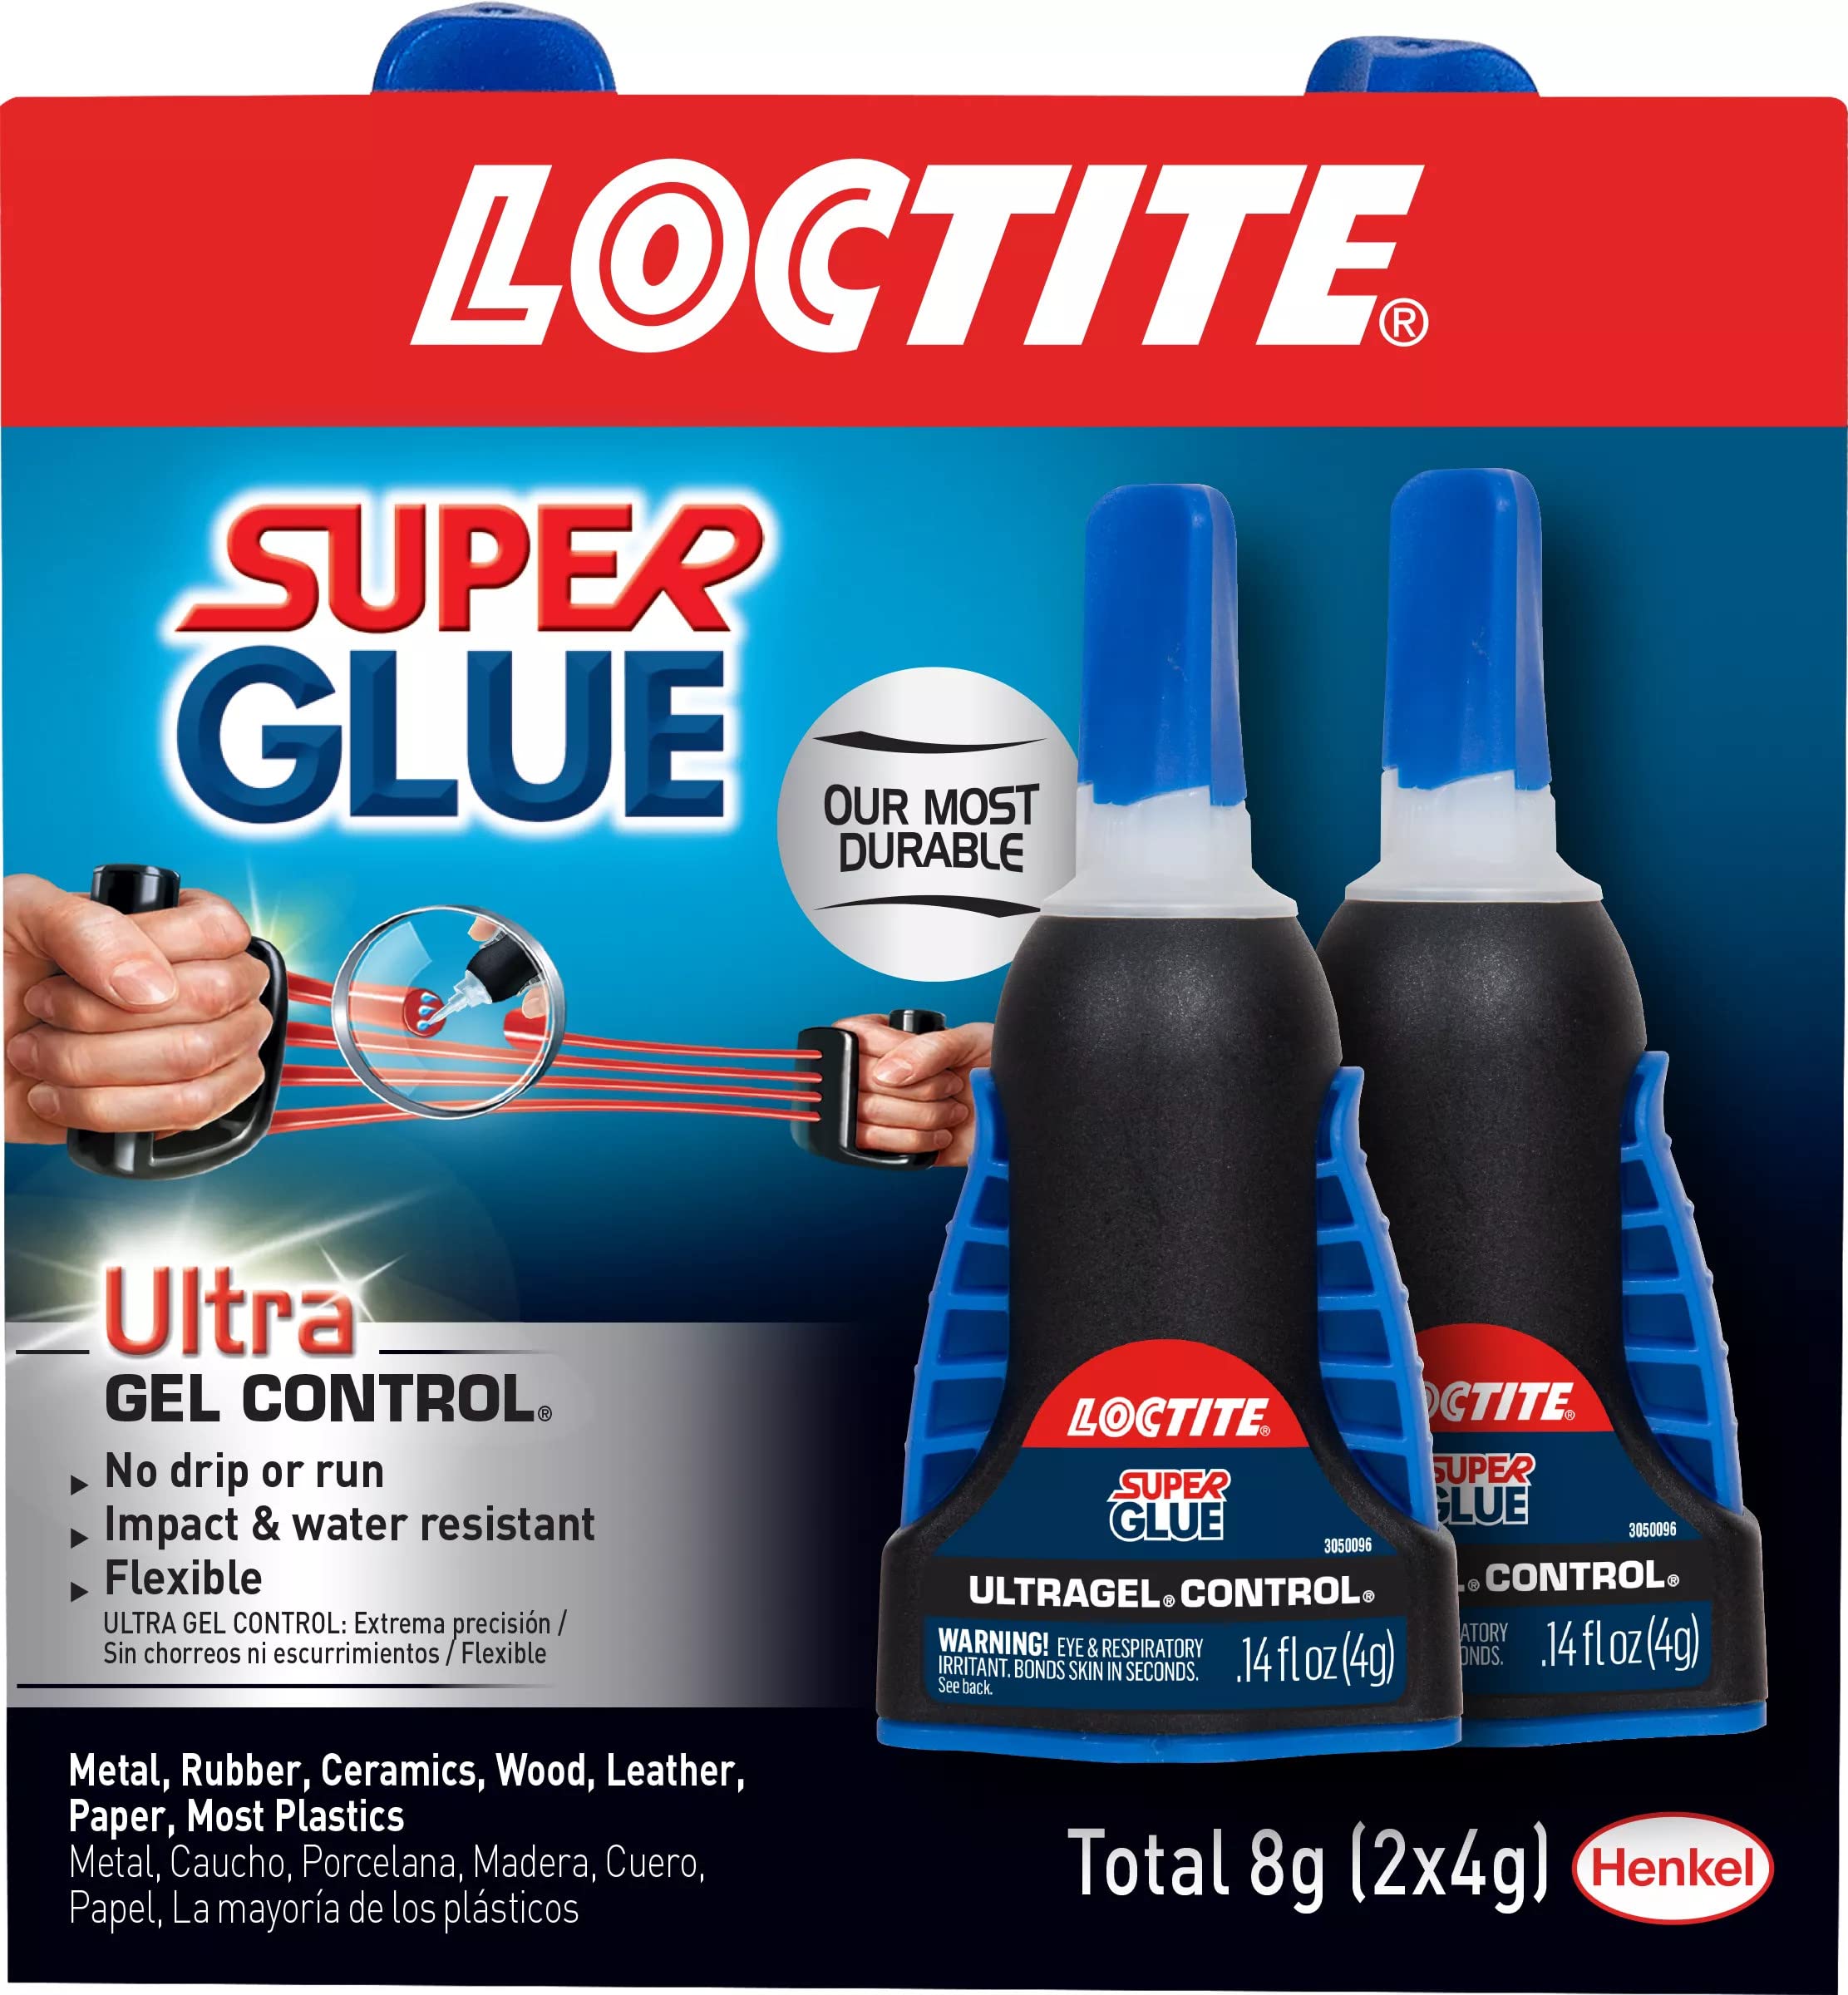 LOCTITE®
SUPER
GLUE
OUR MOST
DURABLE
Ultra
GEL CONTROL®
No drip or run
Impact & water resistant
Flexible
ULTRA GEL CONTROL: Extrema precisión /
Sin chorreos ni escurrimientos / Flexible
Metal, Rubber, Ceramics, Wood, Leather,
Paper, Most Plastics
Metal, Caucho, Porcelana, Madera, Cuero,
Papel, La mayoría de los plásticos
LOCTITE®
SUPER
GLUE
3050096
ULTRAGEL® CONTROL®
WARNING! EYE & RESPIRATORY
IRRITANT. BONDS SKIN IN SECONDS.
See back.
.14 fl oz (4g)
OCTITE®
SUPER
GLUE
3050096
L® CONTROL®
ATORY
ONDS.
.14 fl oz (4g)
Total 8g (2x4g)
Henkel